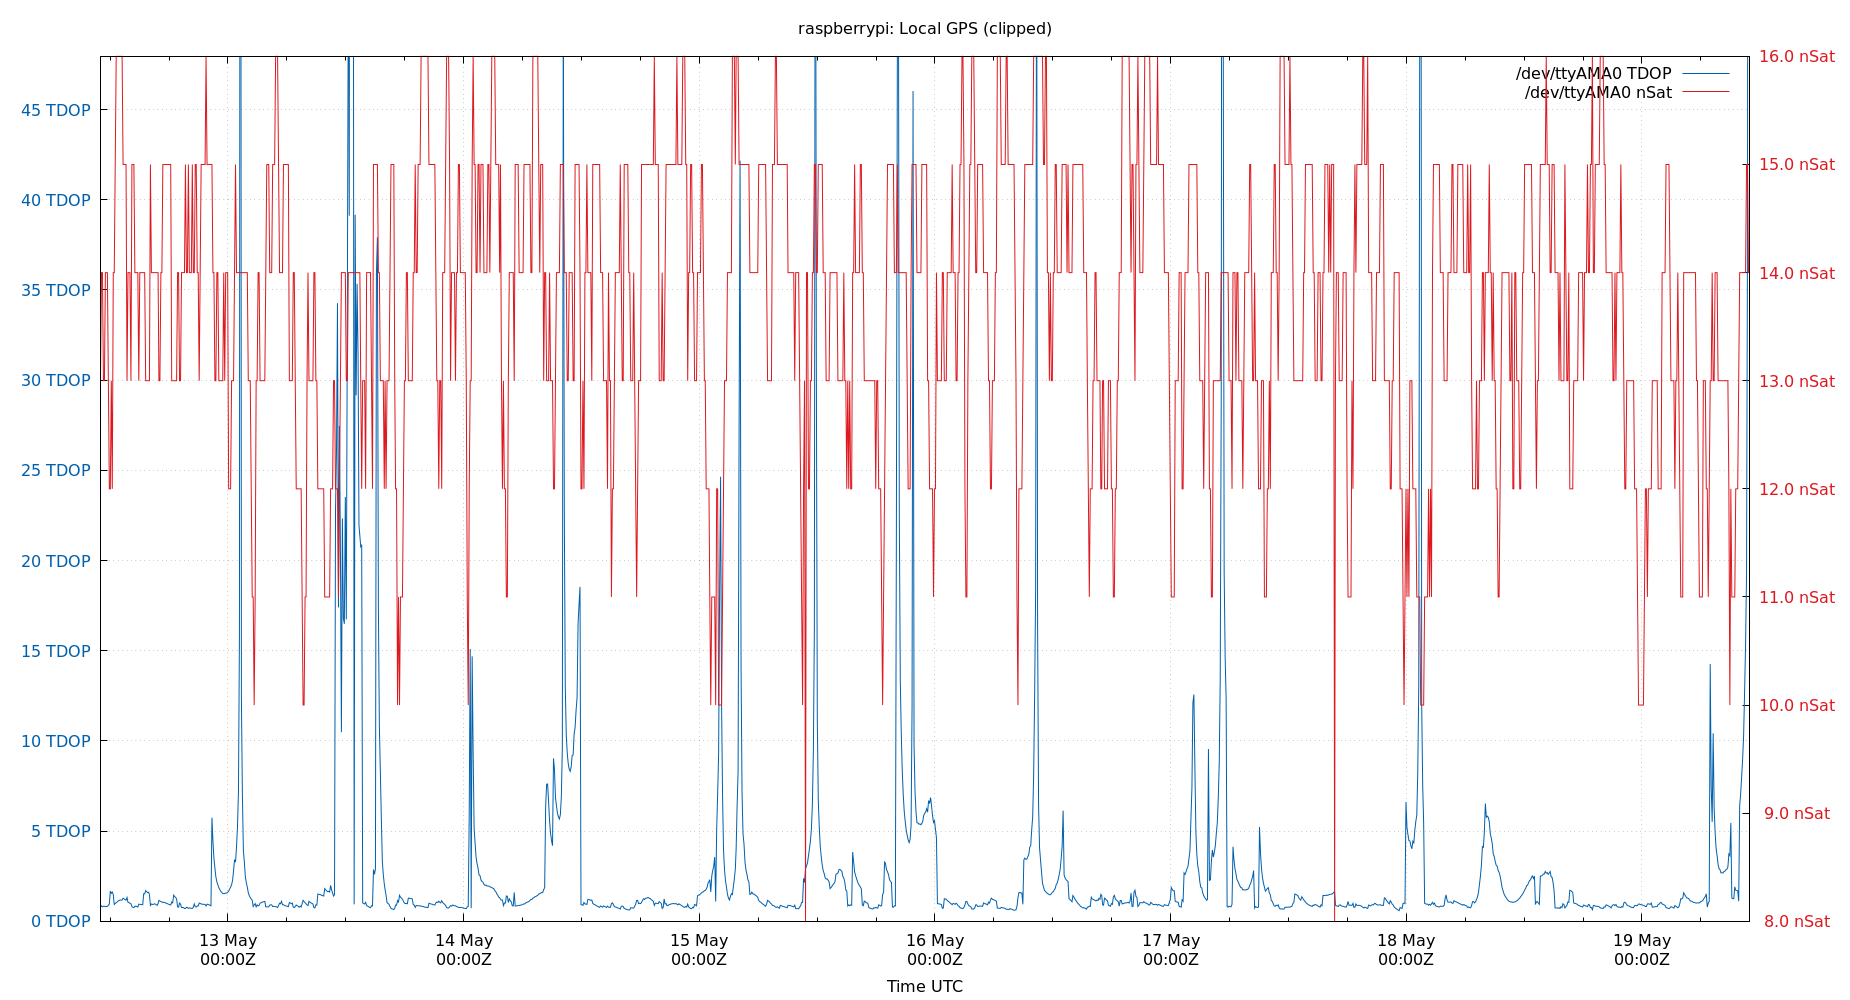 raspberrypi: Local GPS (clipped)
/dev/ttyAMA0 TDOP
/dev/ttyAMA0 nSat
45 TDOP
40 TDOP
35 TDOP
30 TDOP
25 TDOP
20 TDOP
15 TDOP
10 TDOP
5 TDOP
0 TDOP
16.0 nSat
15.0 nSat
14.0 nSat
13.0 nSat
12.0 nSat
11.0 nSat
10.0 nSat
9.0 nSat
8.0 nSat
13 May
00:00Z
14 May
00:00Z
15 May
00:00Z
16 May
00:00Z
17 May
00:00Z
18 May
00:00Z
19 May
00:00Z
Time UTC